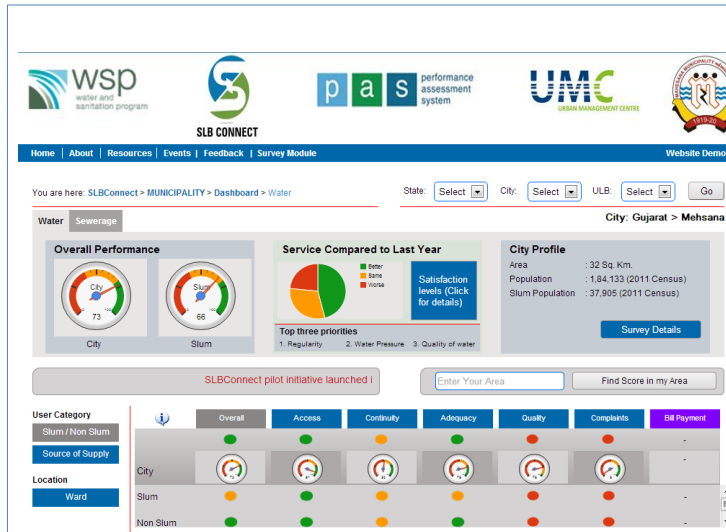 wsp
water and
sanitation program
SLB CONNECT
p a s performance
assessment
system
UMC
URBAN MANAGEMENT CENTRE
1919-20
Home | About | Resources | Events | Feedback | Survey Module
Website Demo
You are here: SLBConnect > MUNICIPALITY > Dashboard > Water
State: Select City: Select ULB: Select Go
Water Sewerage
City: Gujarat > Mehsana
Overall Performance
City
73
City
Slum
66
Slum
Service Compared to Last Year
Better
Same
Worse
Satisfaction
levels (Click
for details)
Top three priorities
1. Regularity 2. Water Pressure 3. Quality of water
City Profile
Area : 32 Sq. Km.
Population : 1,84,133 (2011 Census)
Slum Population : 37,905 (2011 Census)
Survey Details
SLBConnect pilot initiative launched i
Enter Your Area
Find Score in my Area
User Category
Slum / Non Slum
Source of Supply
Location
Ward
Overall Access Continuity Adequacy Quality Complaints Bill Payment
-
City -
Slum -
Non Slum -